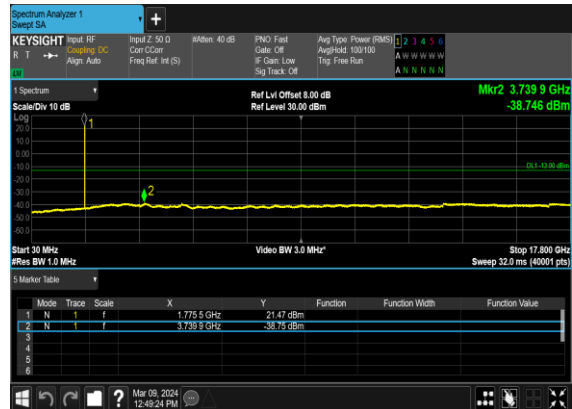 Spectrum Analyzer 1
Swept SA
+
KEYSIGHT Input: RF Input Z: 50 Ω #Atten: 40 dB PNO: Fast Avg Type: Power (RMS) 1 2 3 4 5 6
R T Coupling: DC Corr CCorr Gate: Off Avg|Hold: 100/100 A W W W W W
Align: Auto Freq Ref: Int (S) IF Gain: Low Trig: Free Run
LW Sig Track: Off A N N N N N
1 Spectrum Ref Lvl Offset 8.00 dB Mkr2 3.739 9 GHz
Scale/Div 10 dB Ref Level 30.00 dBm -38.746 dBm
Log
1
20.0
10.0
0.00
-10.0
DL1 -13.00 dBm
-20.0
-30.0
2
-40.0
-50.0
-60.0
Start 30 MHz Video BW 3.0 MHz* Stop 17.800 GHz
#Res BW 1.0 MHz Sweep 32.0 ms (40001 pts)
5 Marker Table
Mode Trace Scale X Y Function Function Width Function Value
1 N 1 f 1.775 5 GHz 21.47 dBm
2 N 1 f 3.739 9 GHz -38.75 dBm
3
4
5
6
? Mar 09, 2024
12:49:24 PM